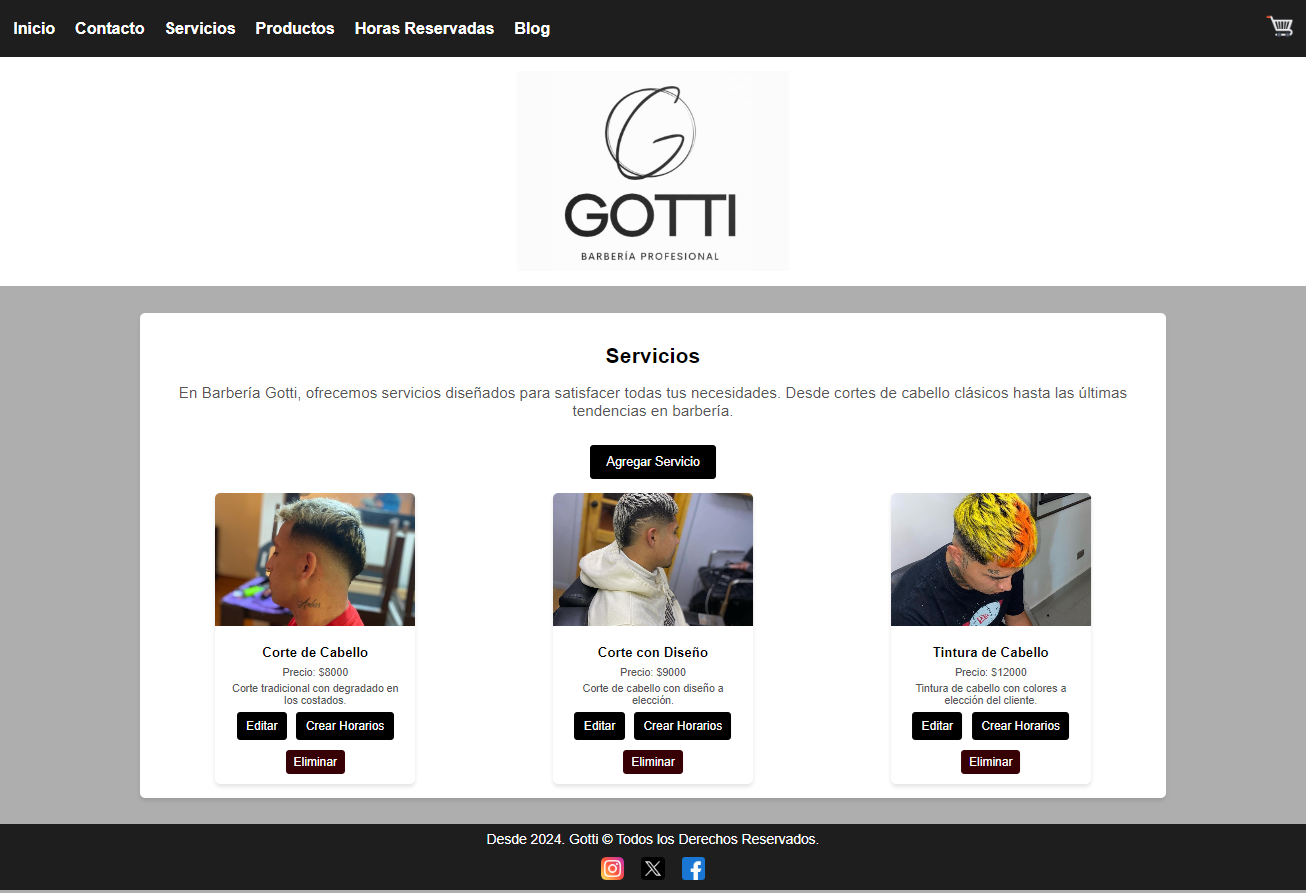 Inicio Contacto Servicios Productos Horas Reservadas Blog
GOTTI
BARBERÍA PROFESIONAL
Servicios
En Barbería Gotti, ofrecemos servicios diseñados para satisfacer todas tus necesidades. Desde cortes de cabello clásicos hasta las últimas
tendencias en barbería.
Agregar Servicio
Corte de Cabello
Precio: $8000
Corte tradicional con degradado en
los costados.
Editar Crear Horarios
Eliminar
Corte con Diseño
Precio: $9000
Corte de cabello con diseño a
elección.
Editar Crear Horarios
Eliminar
Tintura de Cabello
Precio: $12000
Tintura de cabello con colores a
elección del cliente.
Editar Crear Horarios
Eliminar
Desde 2024. Gotti © Todos los Derechos Reservados.